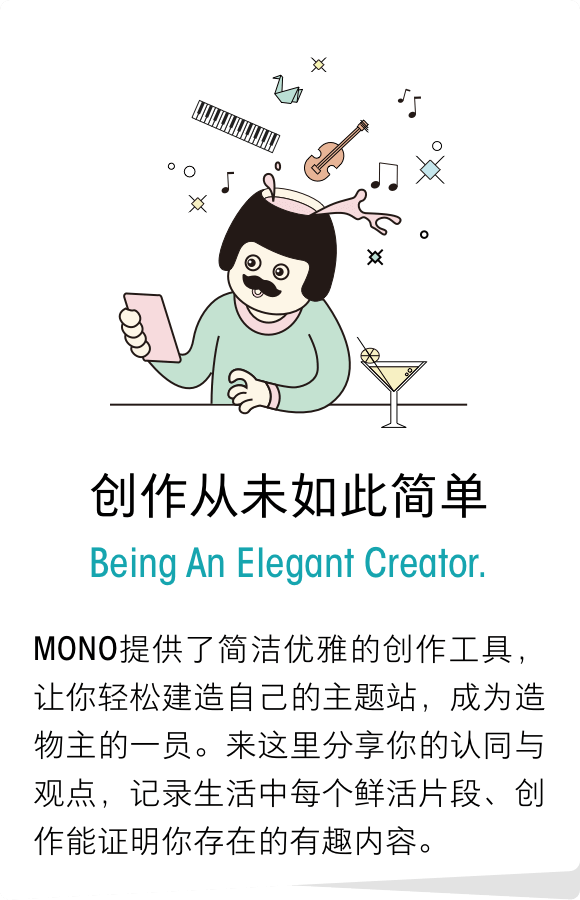 创作从未如此简单
Being An Elegant Creator.
MONO提供了简洁优雅的创作工具，
让你轻松建造自己的主题站，成为造
物主的一员。来这里分享你的认同与
观点，记录生活中每个鲜活片段、创
作能证明你存在的有趣内容。